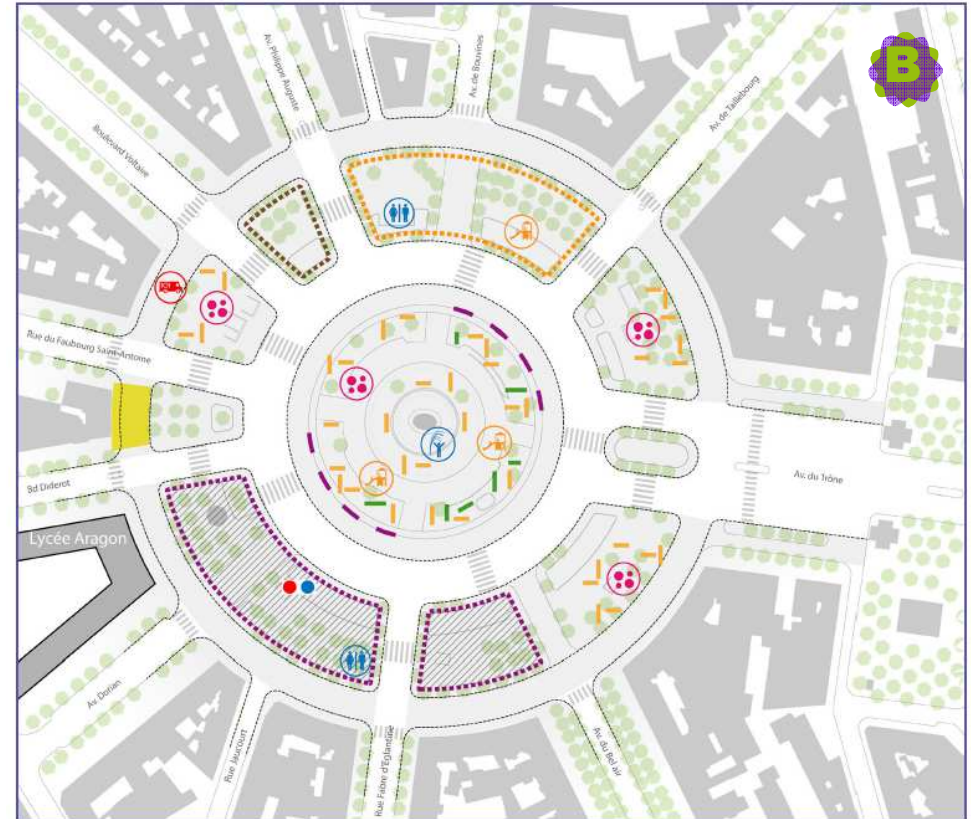 B
Av. Philippe Auguste
Av. de Bouvines
Av. de Taillebourg
Boulevard Voltaire
Rue du Faubourg Saint-Antoine
Bd Diderot
Av. du Trône
Lycée Aragon
Av. Dorian
Rue Jaucourt
Rue Fabre d'Eglantine
Av. du Bel air